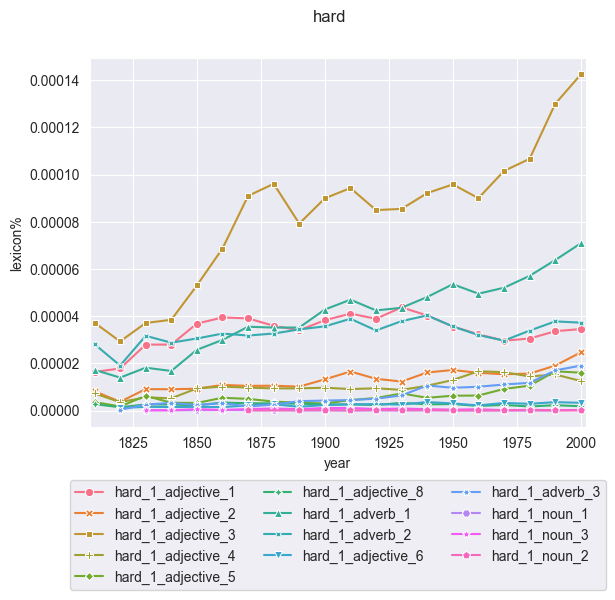 hard
0.00014
0.00012
0.00010
0.00008
0.00006
0.00004
0.00002
0.00000
lexicon%
1825 1850 1875 1900 1925 1950 1975 2000
year
hard_1_adjective_1 hard_1_adjective_8 hard_1_adverb_3
hard_1_adjective_2 hard_1_adverb_1 hard_1_noun_1
hard_1_adjective_3 hard_1_adverb_2 hard_1_noun_3
hard_1_adjective_4 hard_1_adjective_6 hard_1_noun_2
hard_1_adjective_5